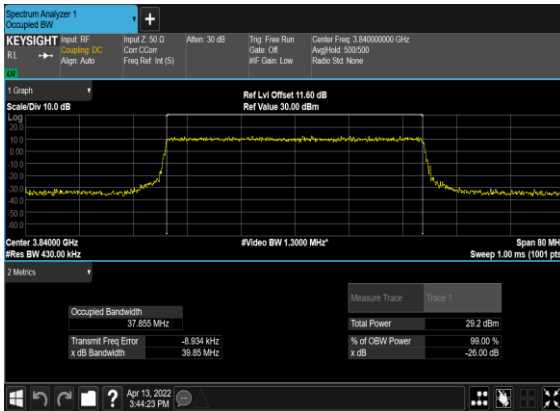 Spectrum Analyzer 1
Occupied BW
KEYSIGHT Input: RF Input Z: 50 Ω Atten: 30 dB Trig: Free Run Center Freq: 3.840000000 GHz
RL Coupling: DC Corr CCorr Gate: Off Avg|Hold: 500/500
Align: Auto Freq Ref: Int (S) #IF Gain: Low Radio Std: None
1 Graph
Scale/Div 10.0 dB Ref Lvl Offset 11.60 dB
Ref Value 30.00 dBm
Log
20.0
10.0
0.00
-10.0
-20.0
-30.0
-40.0
-50.0
-60.0
Center 3.84000 GHz #Video BW 1.3000 MHz* Span 80 MH
#Res BW 430.00 kHz Sweep 1.00 ms (1001 pts
2 Metrics
Measure Trace Trace 1
Occupied Bandwidth
37.855 MHz Total Power 29.2 dBm
Transmit Freq Error -8.934 kHz % of OBW Power 99.00 %
x dB Bandwidth 39.85 MHz x dB -26.00 dB
Apr 13, 2022
3:44:23 PM